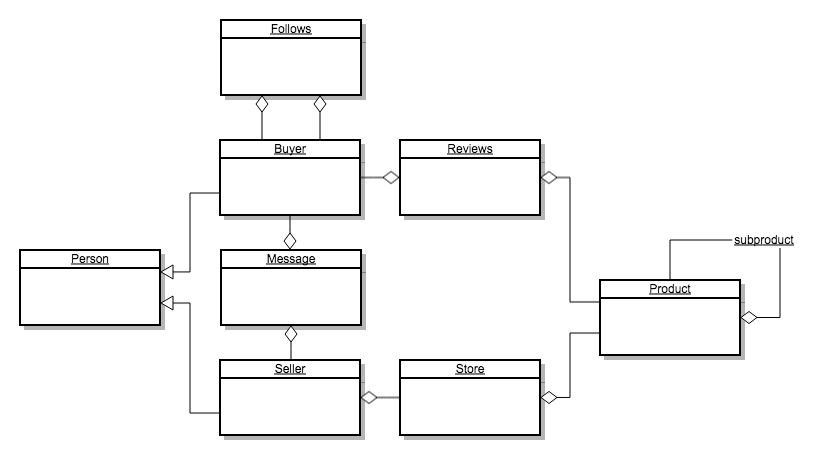 Follows
Buyer
Reviews
subproduct
Person
Message
Product
Seller
Store